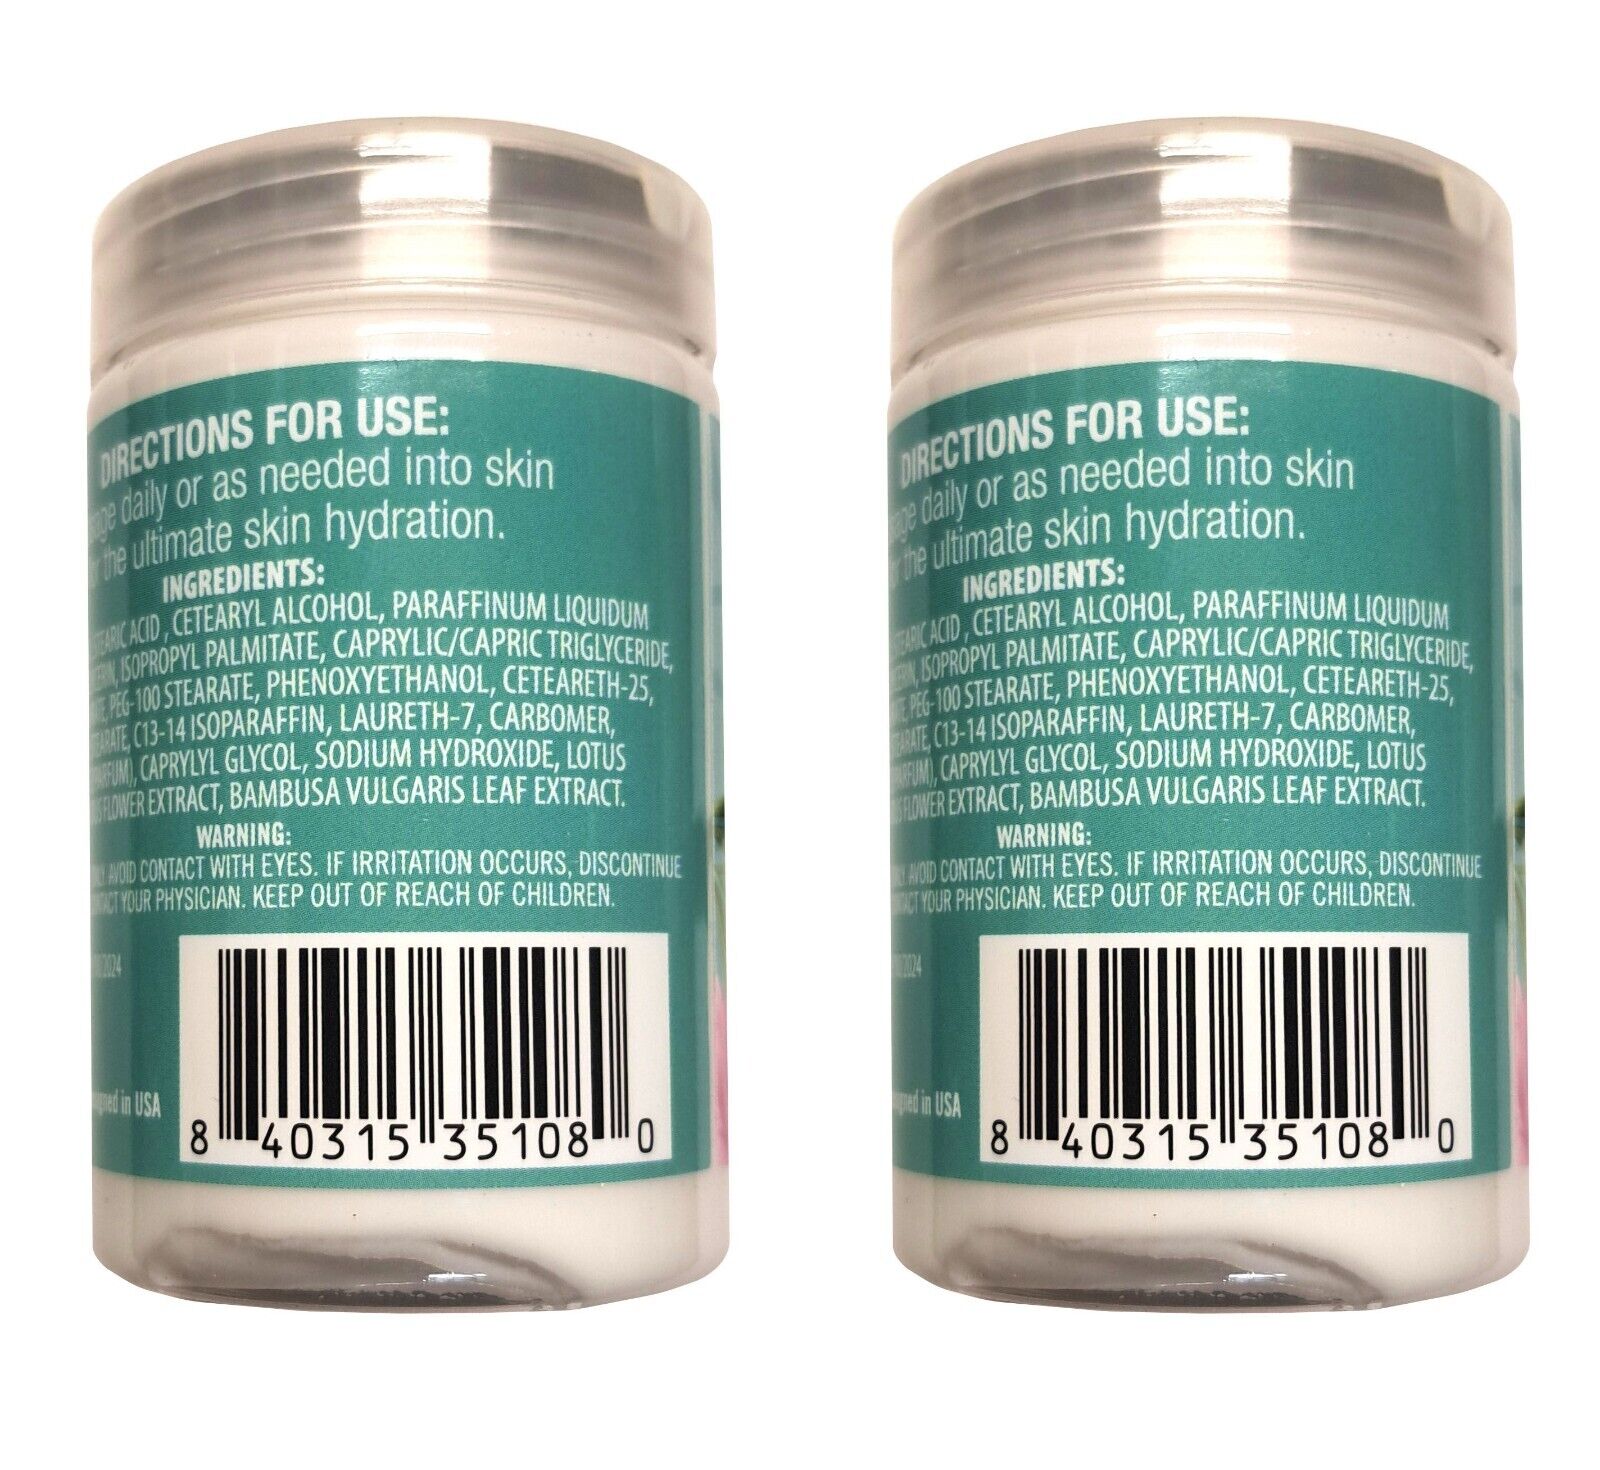 DIRECTIONS FOR USE:
daily or as needed into skin
the ultimate skin hydration.
INGREDIENTS:
STEARIC ACID , CETEARYL ALCOHOL, PARAFFINUM LIQUIDUM
ISOPROPYL PALMITATE, CAPRYLIC/CAPRIC TRIGLYCERIDE,
PEG-100 STEARATE, PHENOXYETHANOL, CETEARETH-25,
C13-14 ISOPARAFFIN, LAURETH-7, CARBOMER,
CAPRYLYL GLYCOL, SODIUM HYDROXIDE, LOTUS
FLOWER EXTRACT, BAMBUSA VULGARIS LEAF EXTRACT.
WARNING:
AVOID CONTACT WITH EYES. IF IRRITATION OCCURS, DISCONTINUE
YOUR PHYSICIAN. KEEP OUT OF REACH OF CHILDREN.
/2024
in USA
8 40315 35108 0
DIRECTIONS FOR USE:
daily or as needed into skin
the ultimate skin hydration.
INGREDIENTS:
STEARIC ACID , CETEARYL ALCOHOL, PARAFFINUM LIQUIDUM
ISOPROPYL PALMITATE, CAPRYLIC/CAPRIC TRIGLYCERIDE,
PEG-100 STEARATE, PHENOXYETHANOL, CETEARETH-25,
C13-14 ISOPARAFFIN, LAURETH-7, CARBOMER,
CAPRYLYL GLYCOL, SODIUM HYDROXIDE, LOTUS
FLOWER EXTRACT, BAMBUSA VULGARIS LEAF EXTRACT.
WARNING:
AVOID CONTACT WITH EYES. IF IRRITATION OCCURS, DISCONTINUE
YOUR PHYSICIAN. KEEP OUT OF REACH OF CHILDREN.
/2024
in USA
8 40315 35108 0